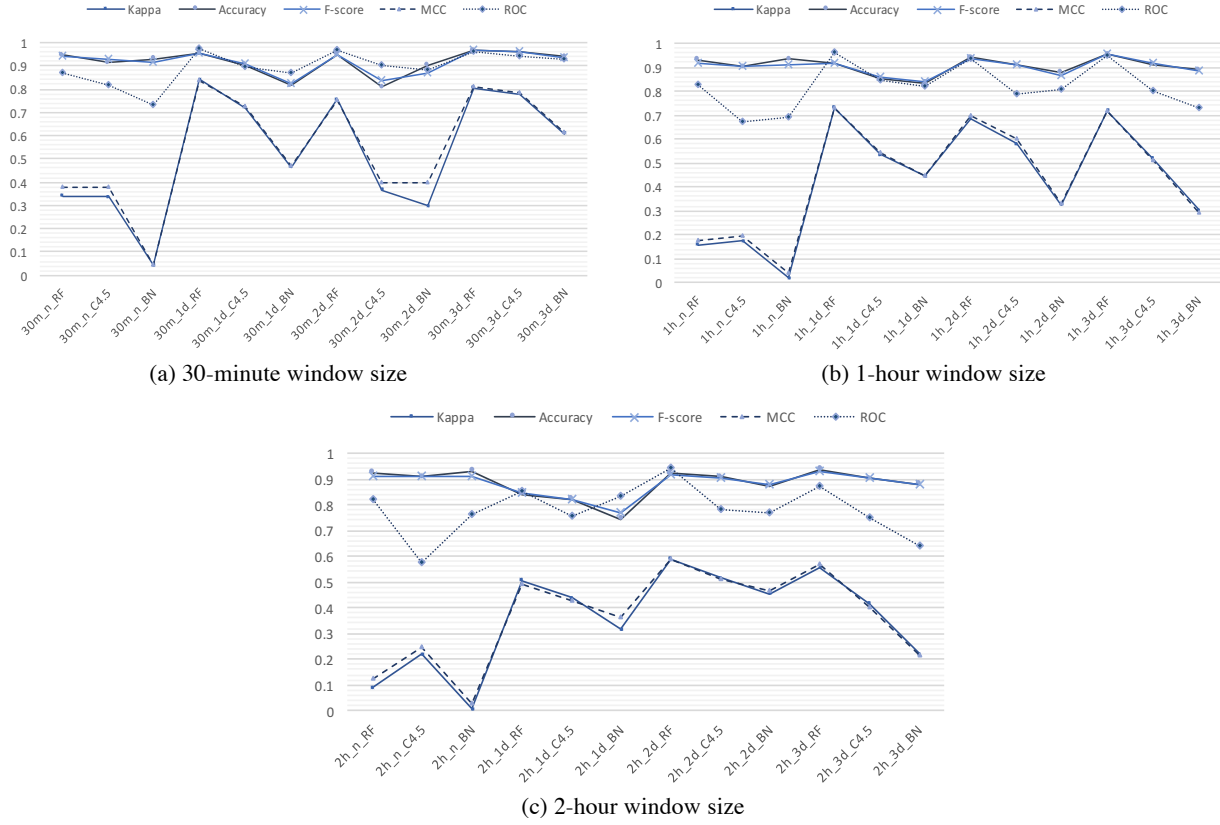 Kappa Accuracy F-score MCC ROC
1
0.9
0.8
0.7
0.6
0.5
0.4
0.3
0.2
0.1
0
30m_n_RF
30m_n_C4.5
30m_n_BN
30m_1d_RF
30m_1d_C4.5
30m_1d_BN
30m_2d_RF
30m_2d_C4.5
30m_2d_BN
30m_3d_RF
30m_3d_C4.5
30m_3d_BN
(a) 30-minute window size
Kappa Accuracy F-score MCC ROC
1
0.9
0.8
0.7
0.6
0.5
0.4
0.3
0.2
0.1
0
1h_n_RF
1h_n_C4.5
1h_n_BN
1h_1d_RF
1h_1d_C4.5
1h_1d_BN
1h_2d_RF
1h_2d_C4.5
1h_2d_BN
1h_3d_RF
1h_3d_C4.5
1h_3d_BN
(b) 1-hour window size
Kappa Accuracy F-score MCC ROC
1
0.9
0.8
0.7
0.6
0.5
0.4
0.3
0.2
0.1
0
2h_n_RF
2h_n_C4.5
2h_n_BN
2h_1d_RF
2h_1d_C4.5
2h_1d_BN
2h_2d_RF
2h_2d_C4.5
2h_2d_BN
2h_3d_RF
2h_3d_C4.5
2h_3d_BN
(c) 2-hour window size